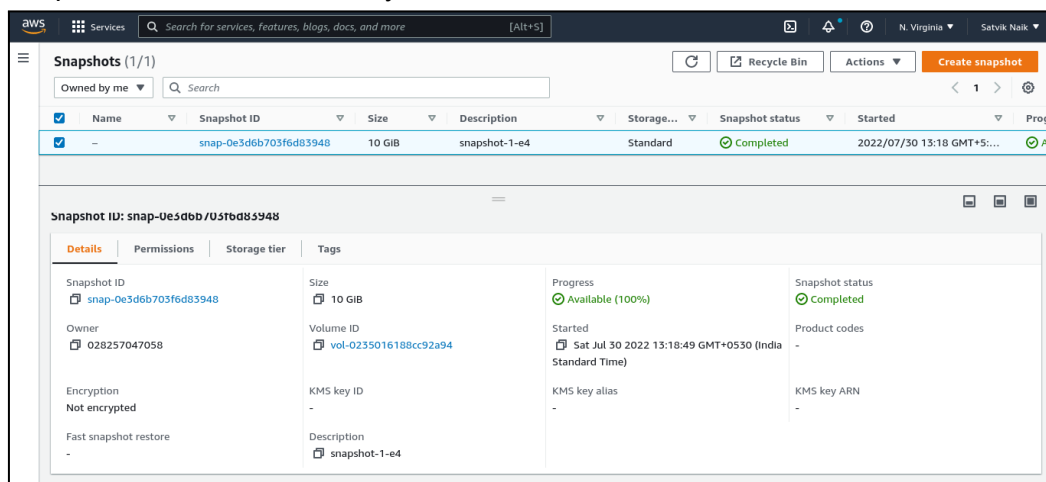 aws Services Search for services, features, blogs, docs, and more [Alt+S] N. Virginia ▼ Satvik Naik ▼
Snapshots (1/1) Recycle Bin Actions ▼ Create snapshot
Owned by me ▼ Search 1
Name Snapshot ID Size Description Storage... Snapshot status Started
– snap-0e3d6b703f6d83948 10 GiB snapshot-1-e4 Standard Completed 2022/07/30 13:18 GMT+5:...
Snapshot ID: snap-0e3d6b703f6d83948
Details Permissions Storage tier Tags
Snapshot ID Size Progress Snapshot status
snap-0e3d6b703f6d83948 10 GiB Available (100%) Completed
Owner Volume ID Started Product codes
028257047058 vol-0235016188cc92a94 Sat Jul 30 2022 13:18:49 GMT+0530 (India -
Standard Time)
Encryption KMS key ID KMS key alias KMS key ARN
Not encrypted - - -
Fast snapshot restore Description
- snapshot-1-e4